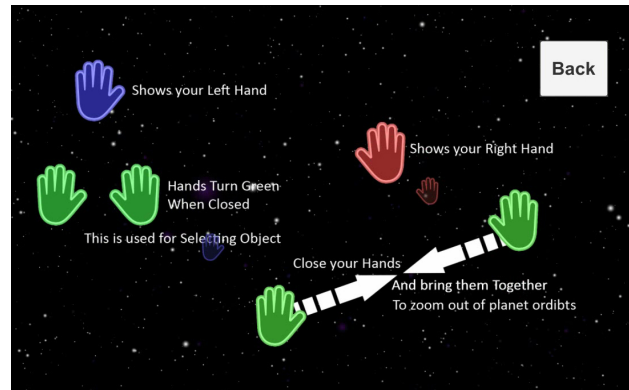 Back
Shows your Left Hand
Shows your Right Hand
Hands Turn Green
When Closed
This is used for Selecting Object
Close your Hands
And bring them Together
To zoom out of planet ordibts